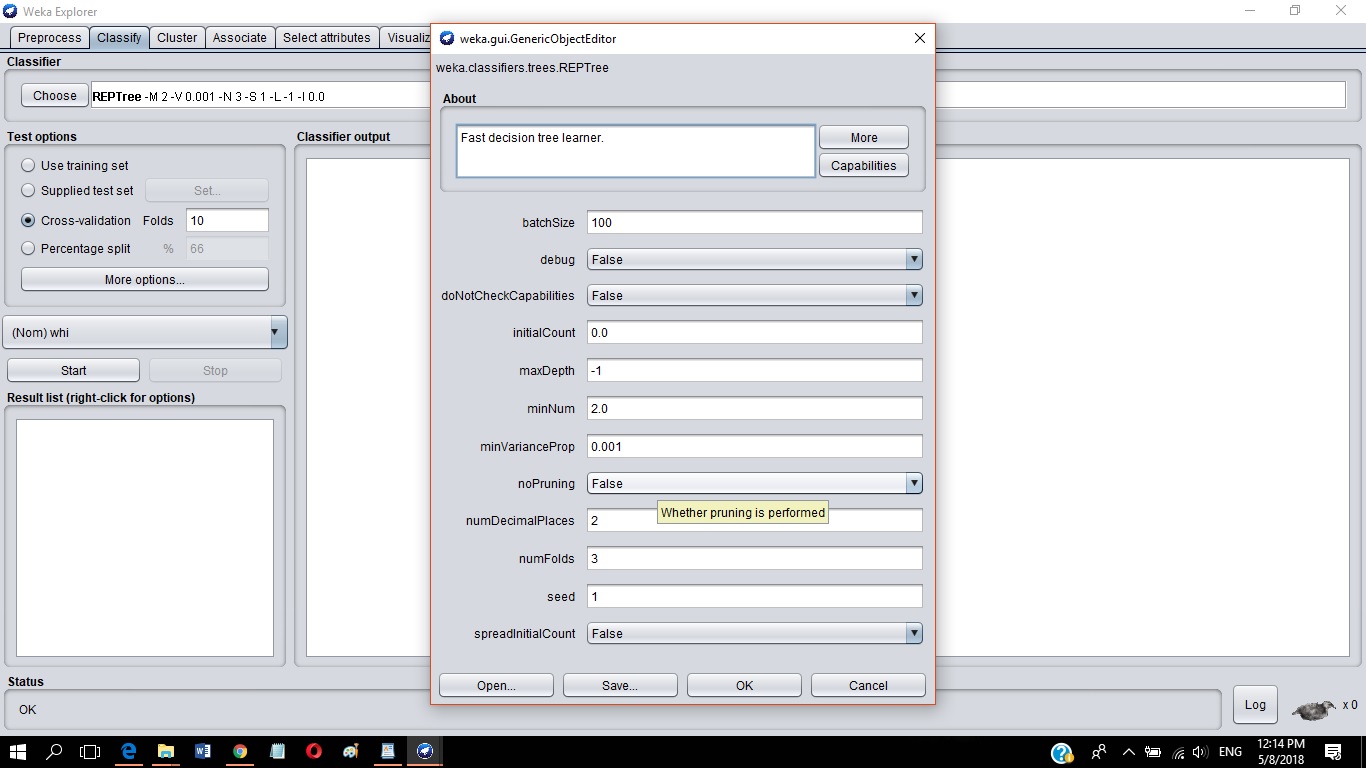 Weka Explorer
Preprocess Classify Cluster Associate Select attributes Visualiz
Classifier
Choose REPTree -M 2 -V 0.001 -N 3 -S 1 -L -1 -I 0.0
Test options
Use training set
Supplied test set Set...
Cross-validation Folds 10
Percentage split % 66
More options...
(Nom) whi
Start Stop
Result list (right-click for options)
Classifier output
weka.gui.GenericObjectEditor
weka.classifiers.trees.REPTree
About
Fast decision tree learner.
More
Capabilities
batchSize 100
debug False
doNotCheckCapabilities False
initialCount 0.0
maxDepth -1
minNum 2.0
minVarianceProp 0.001
noPruning False
Whether pruning is performed
numDecimalPlaces 2
numFolds 3
seed 1
spreadInitialCount False
Open... Save... OK Cancel
Status
OK
Log x 0
ENG
12:14 PM
5/8/2018